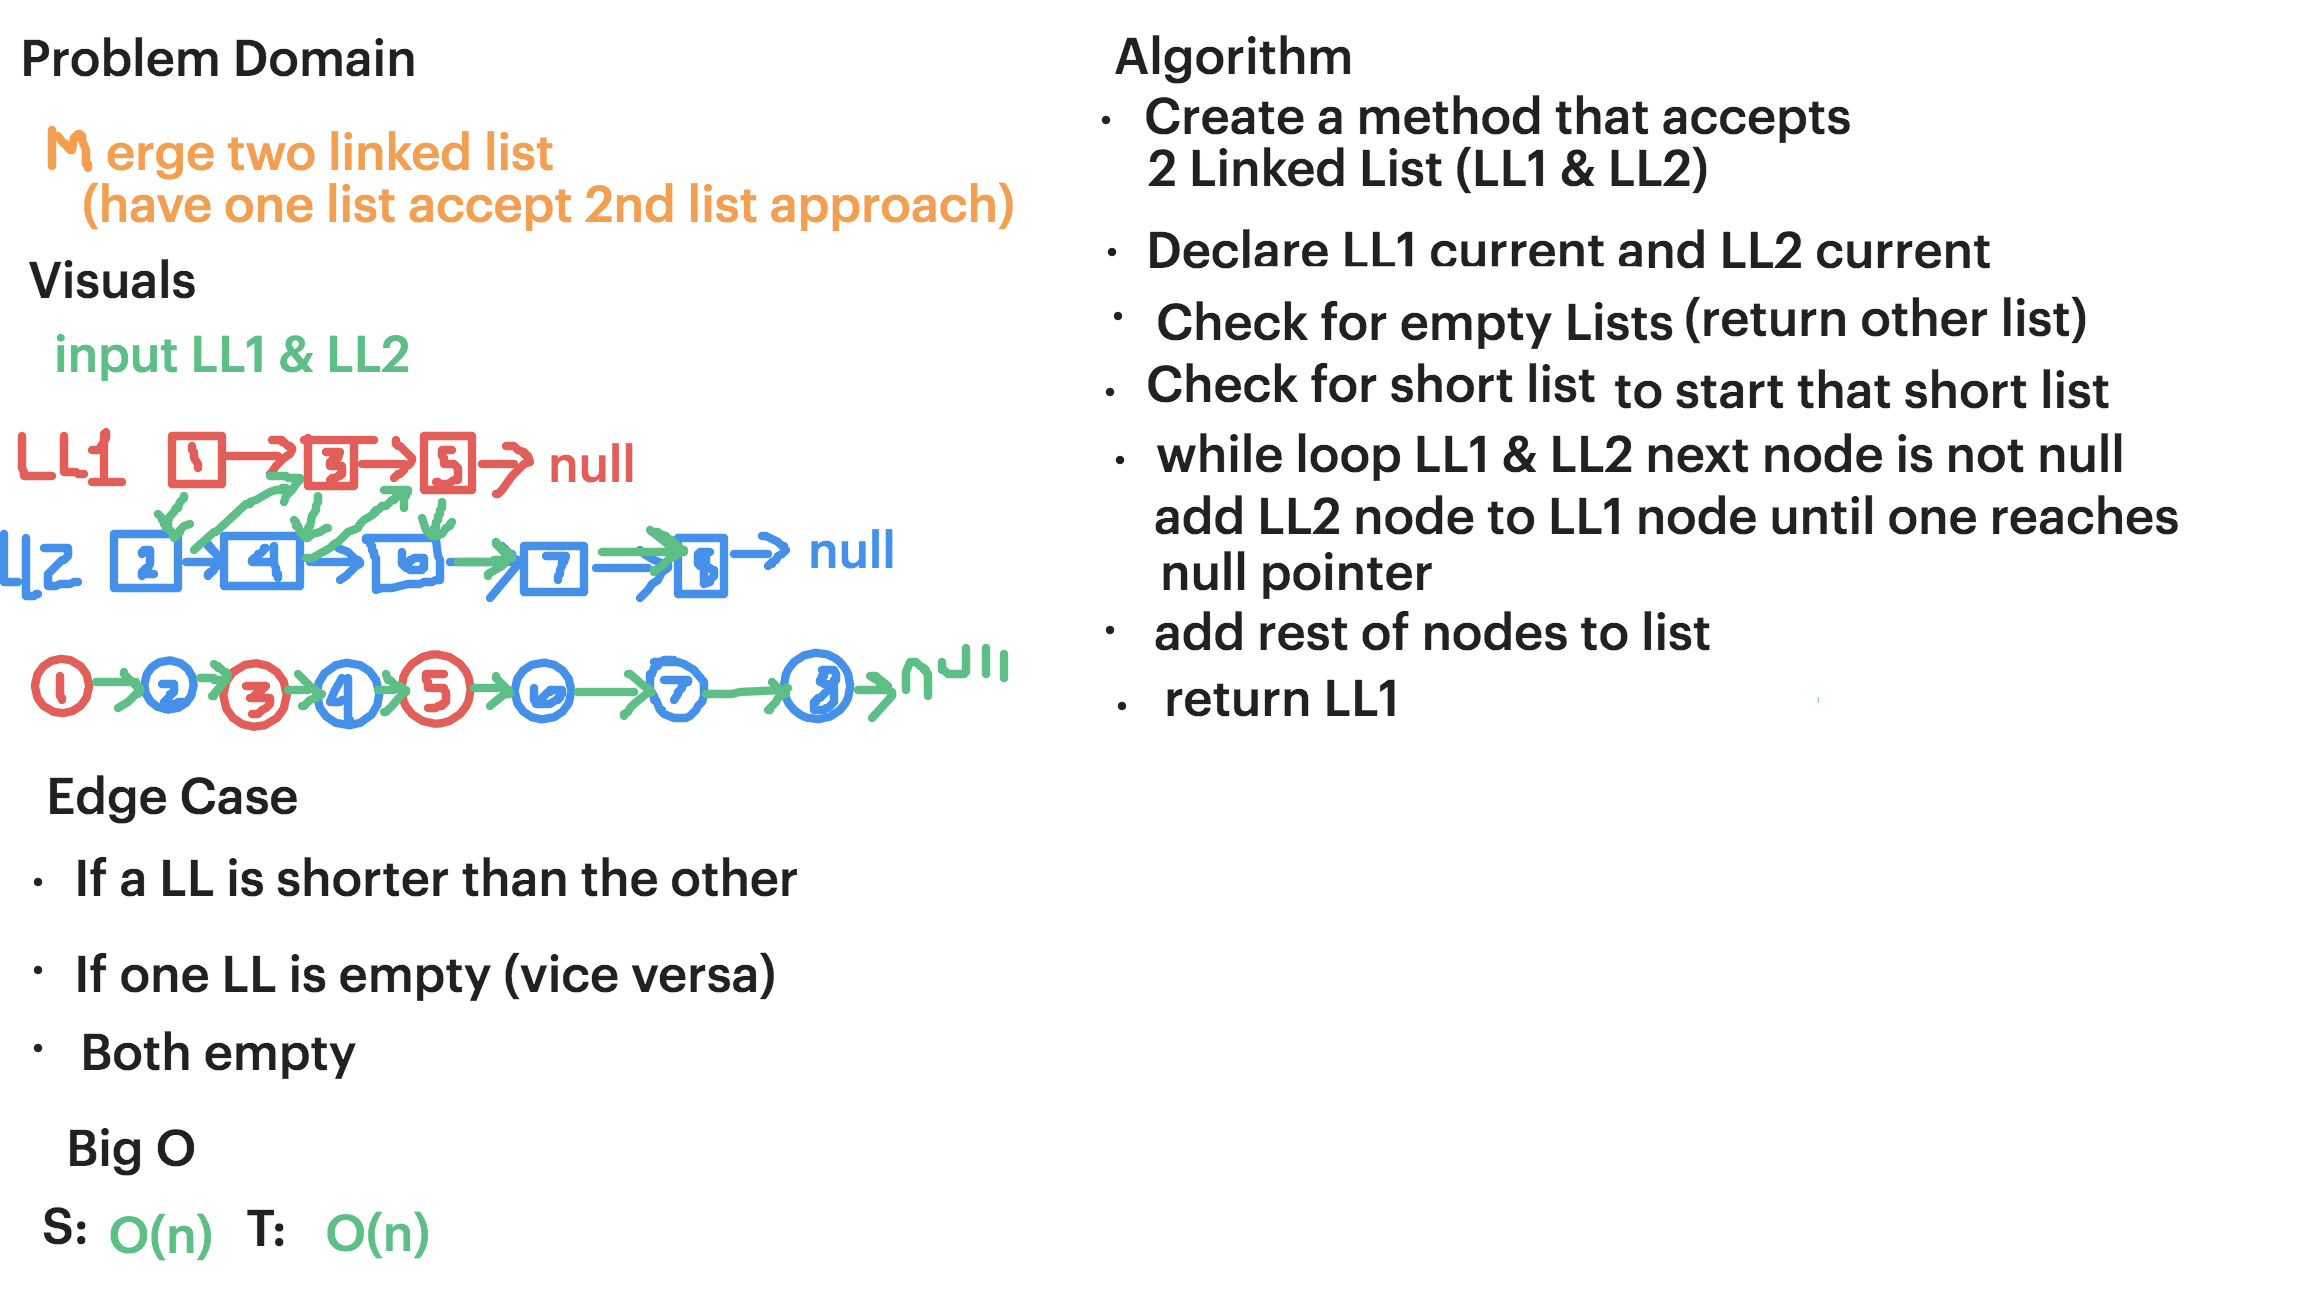 Problem Domain
Merge two linked list
(have one list accept 2nd list approach)
Visuals
input LL1 & LL2
LL1 1 3 5 null
LL2 2 4 6 7 8 null
1 2 3 4 5 6 7 8 null
Edge Case
· If a LL is shorter than the other
· If one LL is empty (vice versa)
· Both empty
Big O
S: O(n) T: O(n)
Algorithm
· Create a method that accepts
2 Linked List (LL1 & LL2)
· Declare LL1 current and LL2 current
· Check for empty Lists (return other list)
· Check for short list to start that short list
· while loop LL1 & LL2 next node is not null
add LL2 node to LL1 node until one reaches
null pointer
· add rest of nodes to list
· return LL1